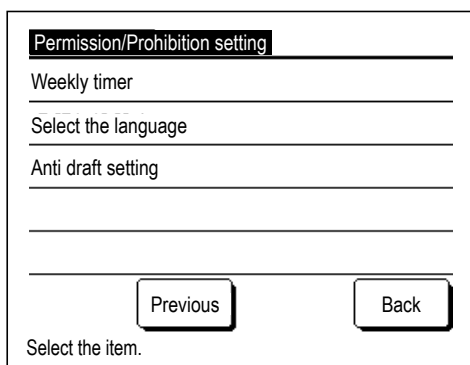 Permission/Prohibition setting
Weekly timer
Select the language
Anti draft setting
Previous Back
Select the item.